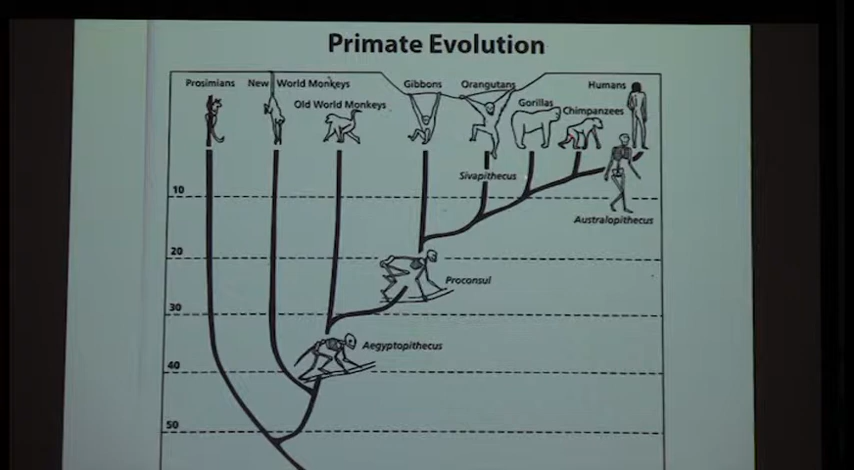 Primate Evolution
Prosimians
New World Monkeys
Old World Monkeys
Gibbons
Orangutans
Gorillas
Chimpanzees
Humans
Sivapithecus
10
Australopithecus
20
Proconsul
30
Aegyptopithecus
40
50